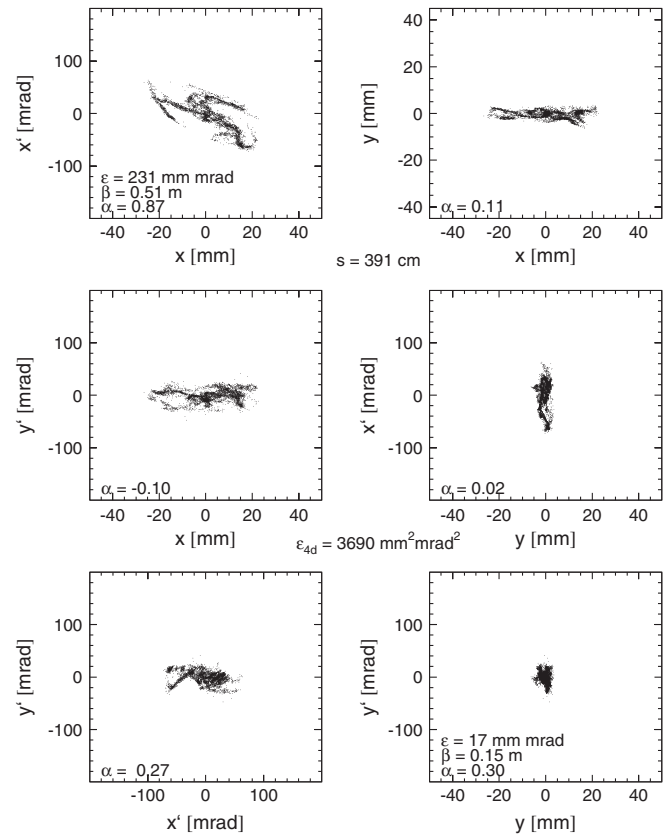 100
0
-100
x' [mrad]
ε = 231 mm mrad
β = 0.51 m
α = 0.87
-40 -20 0 20 40
x [mm]
40
20
0
-20
-40
y [mm]
α = 0.11
-40 -20 0 20 40
x [mm]
s = 391 cm
100
0
-100
y' [mrad]
α = -0.10
-40 -20 0 20 40
x [mm]
100
0
-100
x' [mrad]
α = 0.02
-40 -20 0 20 40
y [mm]
ε4d = 3690 mm²mrad²
100
0
-100
y' [mrad]
α = 0.27
-100 0 100
x' [mrad]
100
0
-100
y' [mrad]
ε = 17 mm mrad
β = 0.15 m
α = 0.30
-40 -20 0 20 40
y [mm]